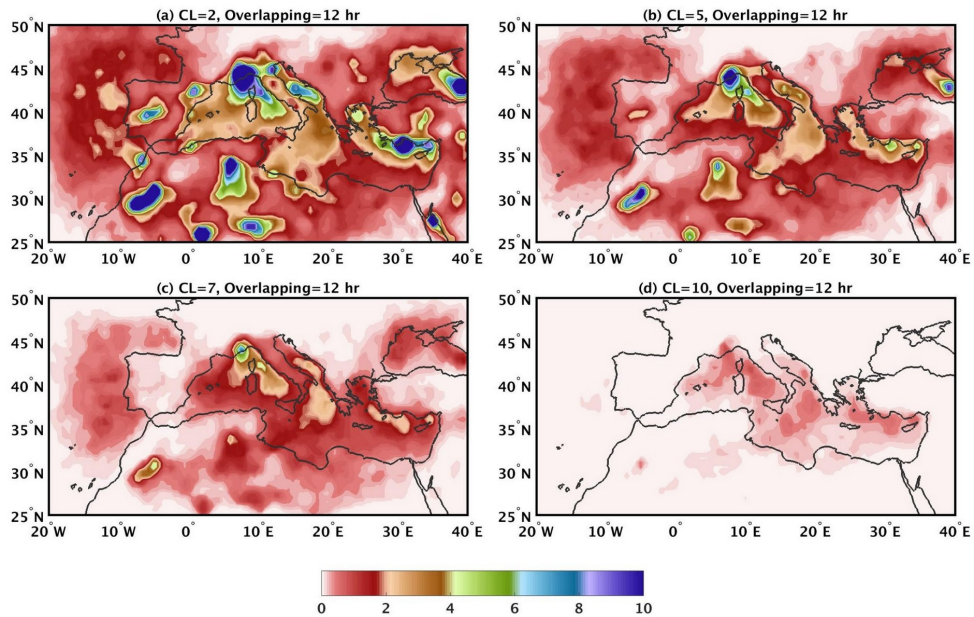 (a) CL=2, Overlapping=12 hr
50°N
45°N
40°N
35°N
30°N
25°N
20°W 10°W 0° 10°E 20°E 30°E 40°E
(b) CL=5, Overlapping=12 hr
50°N
45°N
40°N
35°N
30°N
25°N
20°W 10°W 0° 10°E 20°E 30°E 40°E
(c) CL=7, Overlapping=12 hr
50°N
45°N
40°N
35°N
30°N
25°N
20°W 10°W 0° 10°E 20°E 30°E 40°E
(d) CL=10, Overlapping=12 hr
50°N
45°N
40°N
35°N
30°N
25°N
20°W 10°W 0° 10°E 20°E 30°E 40°E
0 2 4 6 8 10